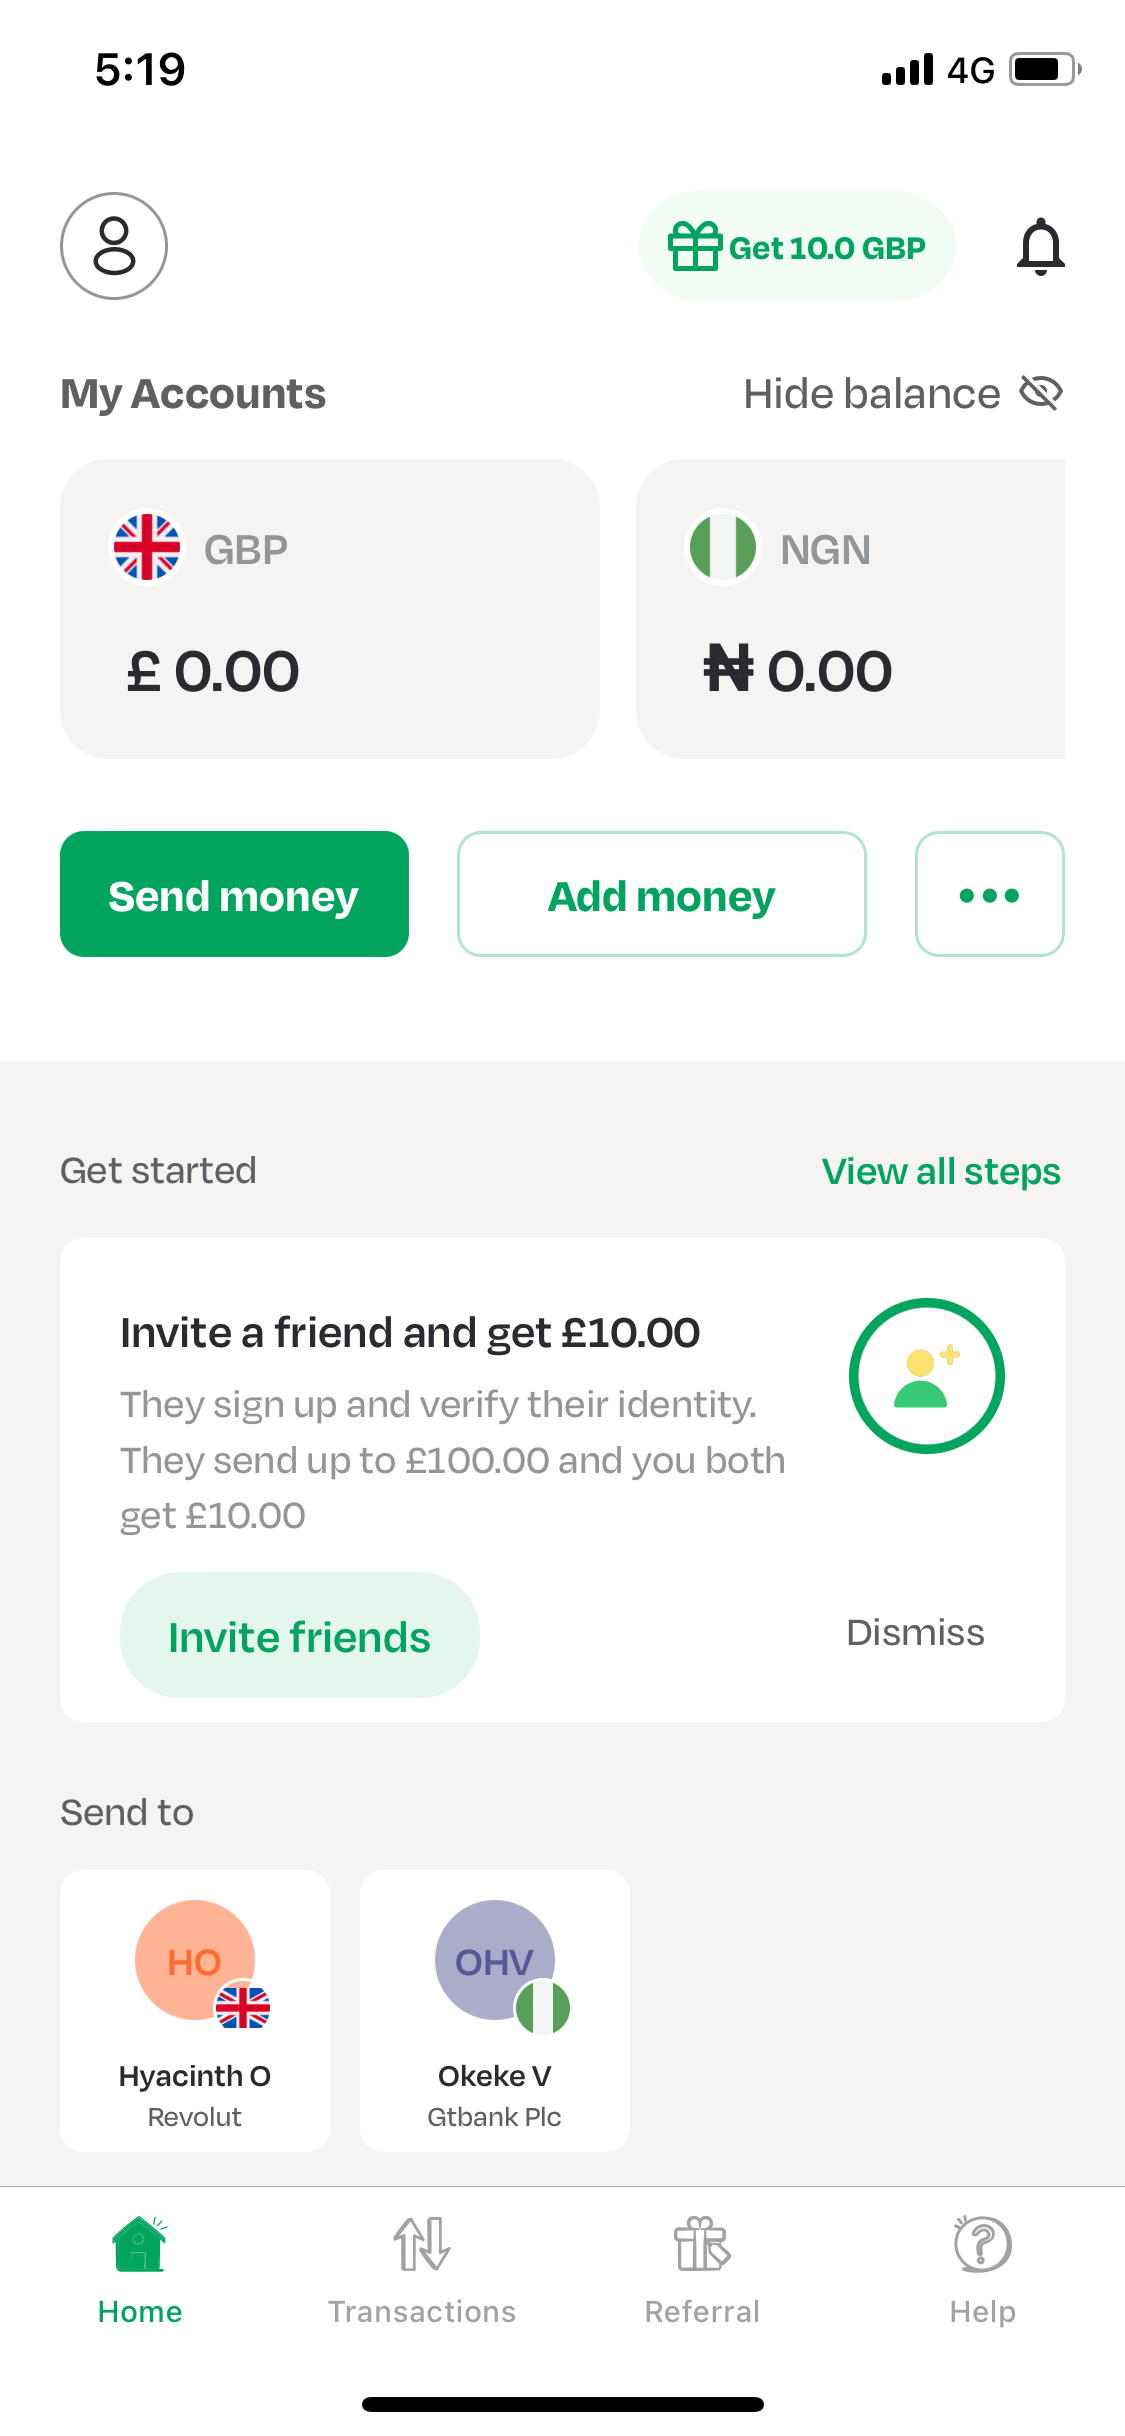 5:19
4G
Get 10.0 GBP
My Accounts
Hide balance
GBP
NGN
£ 0.00
₦ 0.00
Send money
Add money
Get started
View all steps
Invite a friend and get £10.00
They sign up and verify their identity.
They send up to £100.00 and you both
get £10.00
Invite friends
Dismiss
Send to
HO
OHV
Hyacinth O
Okeke V
Revolut
Gtbank Plc
Home
Transactions
Referral
Help